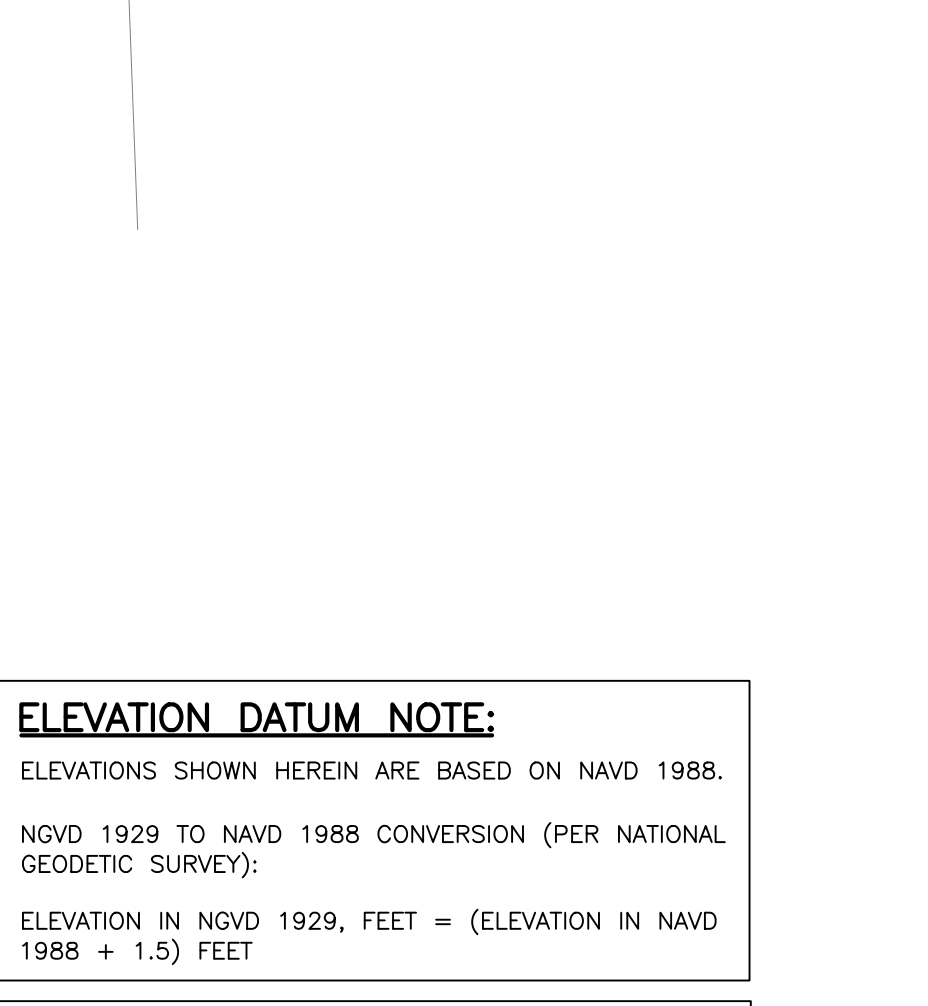 ELEVATION DATUM NOTE:
ELEVATIONS SHOWN HEREIN ARE BASED ON NAVD 1988.
NGVD 1929 TO NAVD 1988 CONVERSION (PER NATIONAL
GEODETIC SURVEY):
ELEVATION IN NGVD 1929, FEET = (ELEVATION IN NAVD
1988 + 1.5) FEET